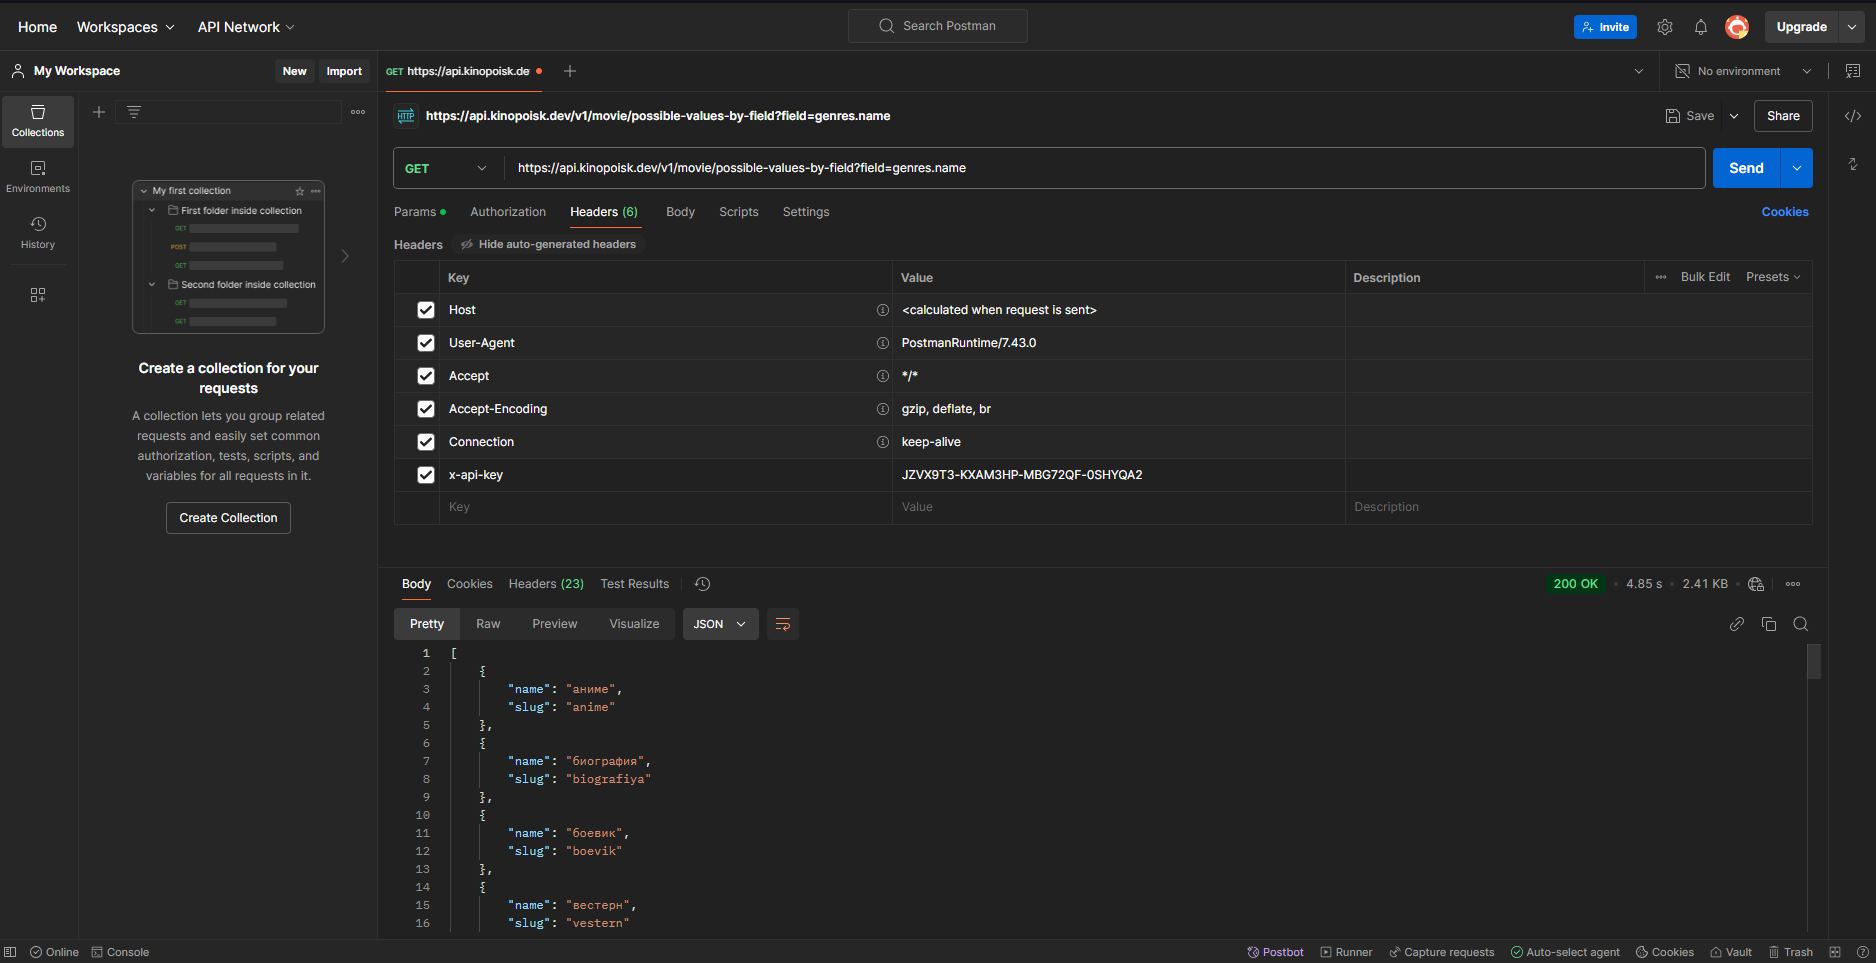 Home Workspaces API Network Search Postman Invite Upgrade
My Workspace New Import GET https://api.kinopoisk.de No environment
Collections
Environments
History
My first collection
First folder inside collection
GET
POST
GET
Second folder inside collection
GET
GET
Create a collection for your
requests
A collection lets you group related
requests and easily set common
authorization, tests, scripts, and
variables for all requests in it.
Create Collection
HTTP https://api.kinopoisk.dev/v1/movie/possible-values-by-field?field=genres.name Save Share
GET https://api.kinopoisk.dev/v1/movie/possible-values-by-field?field=genres.name Send
Params Authorization Headers (6) Body Scripts Settings Cookies
Headers Hide auto-generated headers
Key Value Description Bulk Edit Presets
Host <calculated when request is sent>
User-Agent PostmanRuntime/7.43.0
Accept */*
Accept-Encoding gzip, deflate, br
Connection keep-alive
x-api-key JZVX9T3-KXAM3HP-MBG72QF-0SHYQA2
Key Value Description
Body Cookies Headers (23) Test Results 200 OK 4.85 s 2.41 KB
Pretty Raw Preview Visualize JSON
1 [
2 {
3 "name": "аниме",
4 "slug": "anime"
5 },
6 {
7 "name": "биография",
8 "slug": "biografiya"
9 },
10 {
11 "name": "боевик",
12 "slug": "boevik"
13 },
14 {
15 "name": "вестерн",
16 "slug": "vestern"
Online Console Postbot Runner Capture requests Auto-select agent Cookies Vault Trash